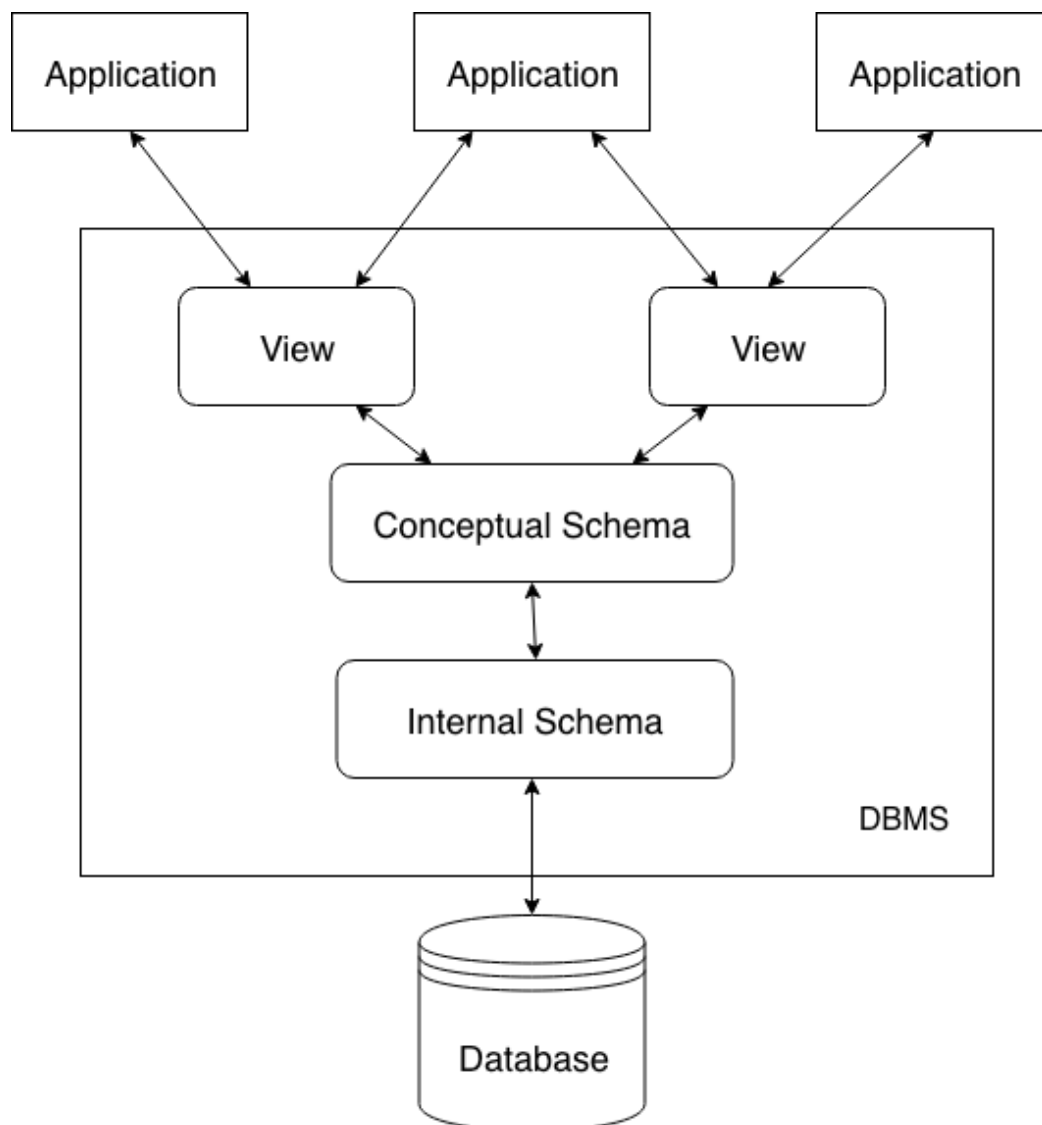 Application
Application
Application
View
View
Conceptual Schema
Internal Schema
DBMS
Database